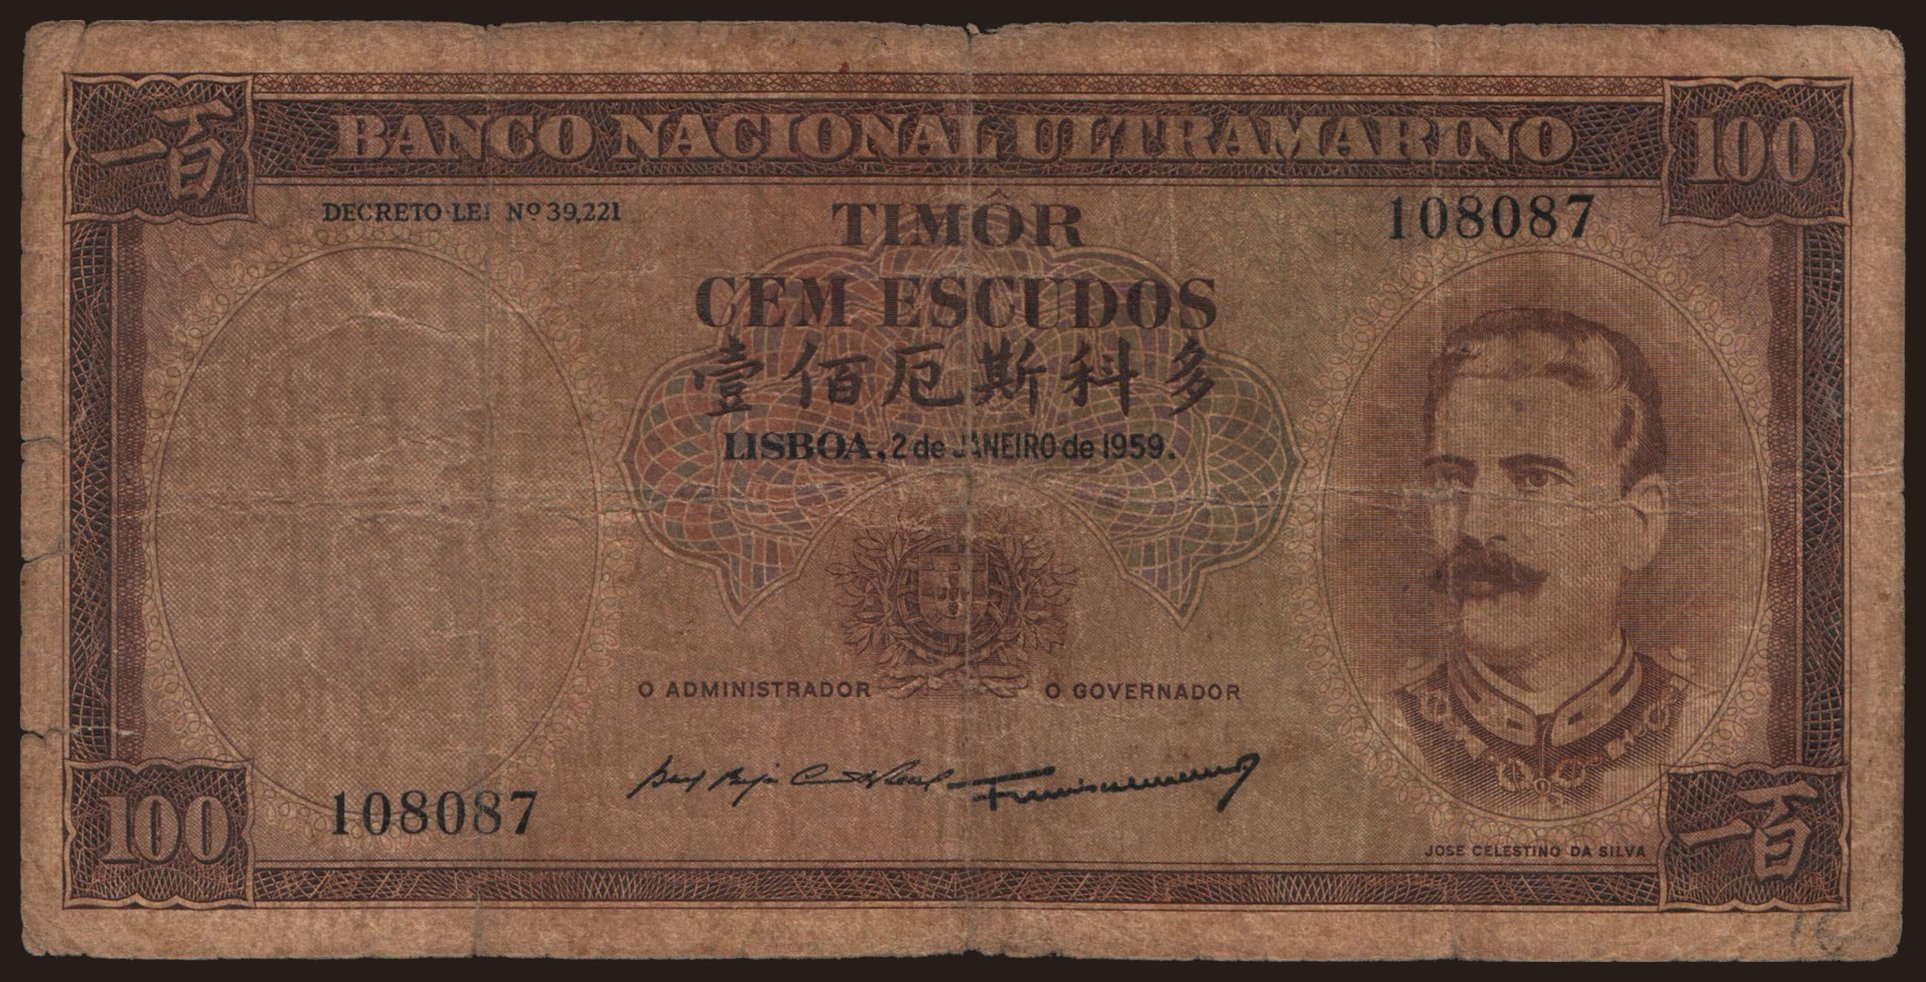 一百
BANCO NACIONAL ULTRAMARINO
100
DECRETO-LEI Nº 39,221
TIMÔR
108087
CEM ESCUDOS
壹佰厄斯科多
LISBOA, 2 de JANEIRO de 1959.
O ADMINISTRADOR
O GOVERNADOR
100
108087
JOSE CELESTINO DA SILVA
一百